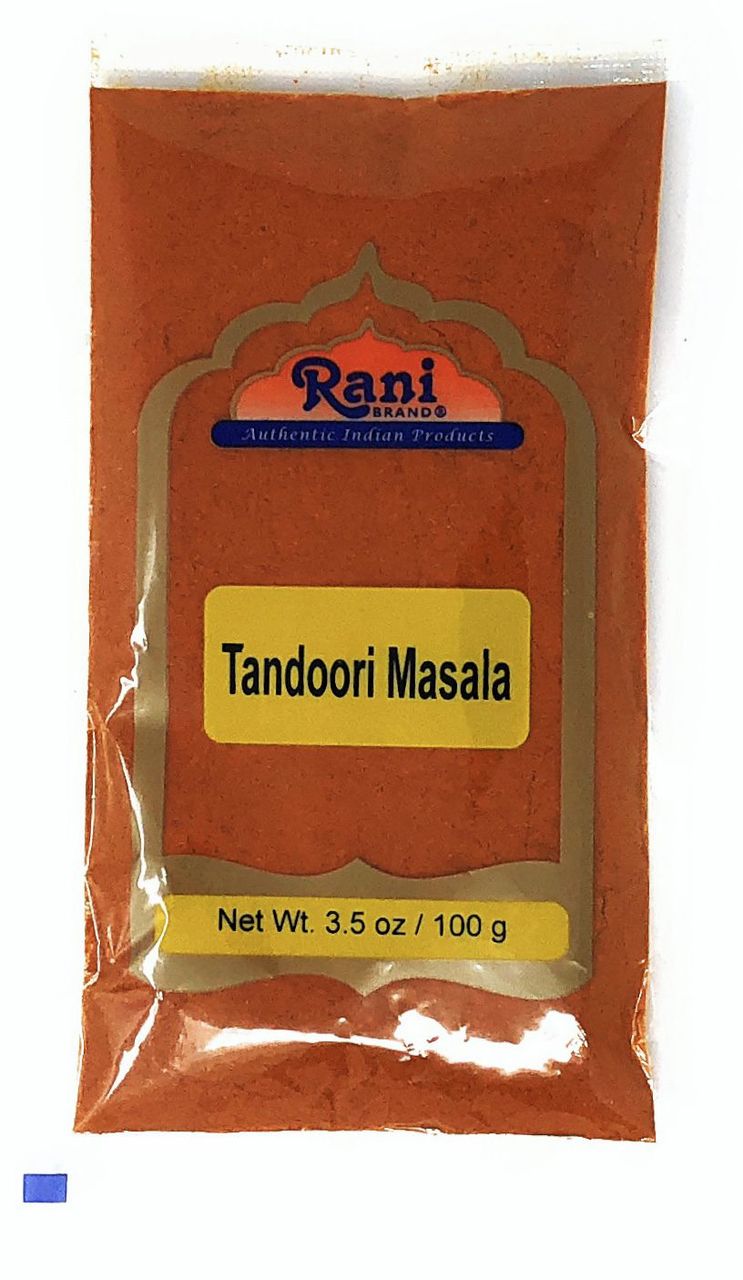 Rani
BRAND®
Authentic Indian Products
Tandoori Masala
Net Wt. 3.5 oz / 100 g